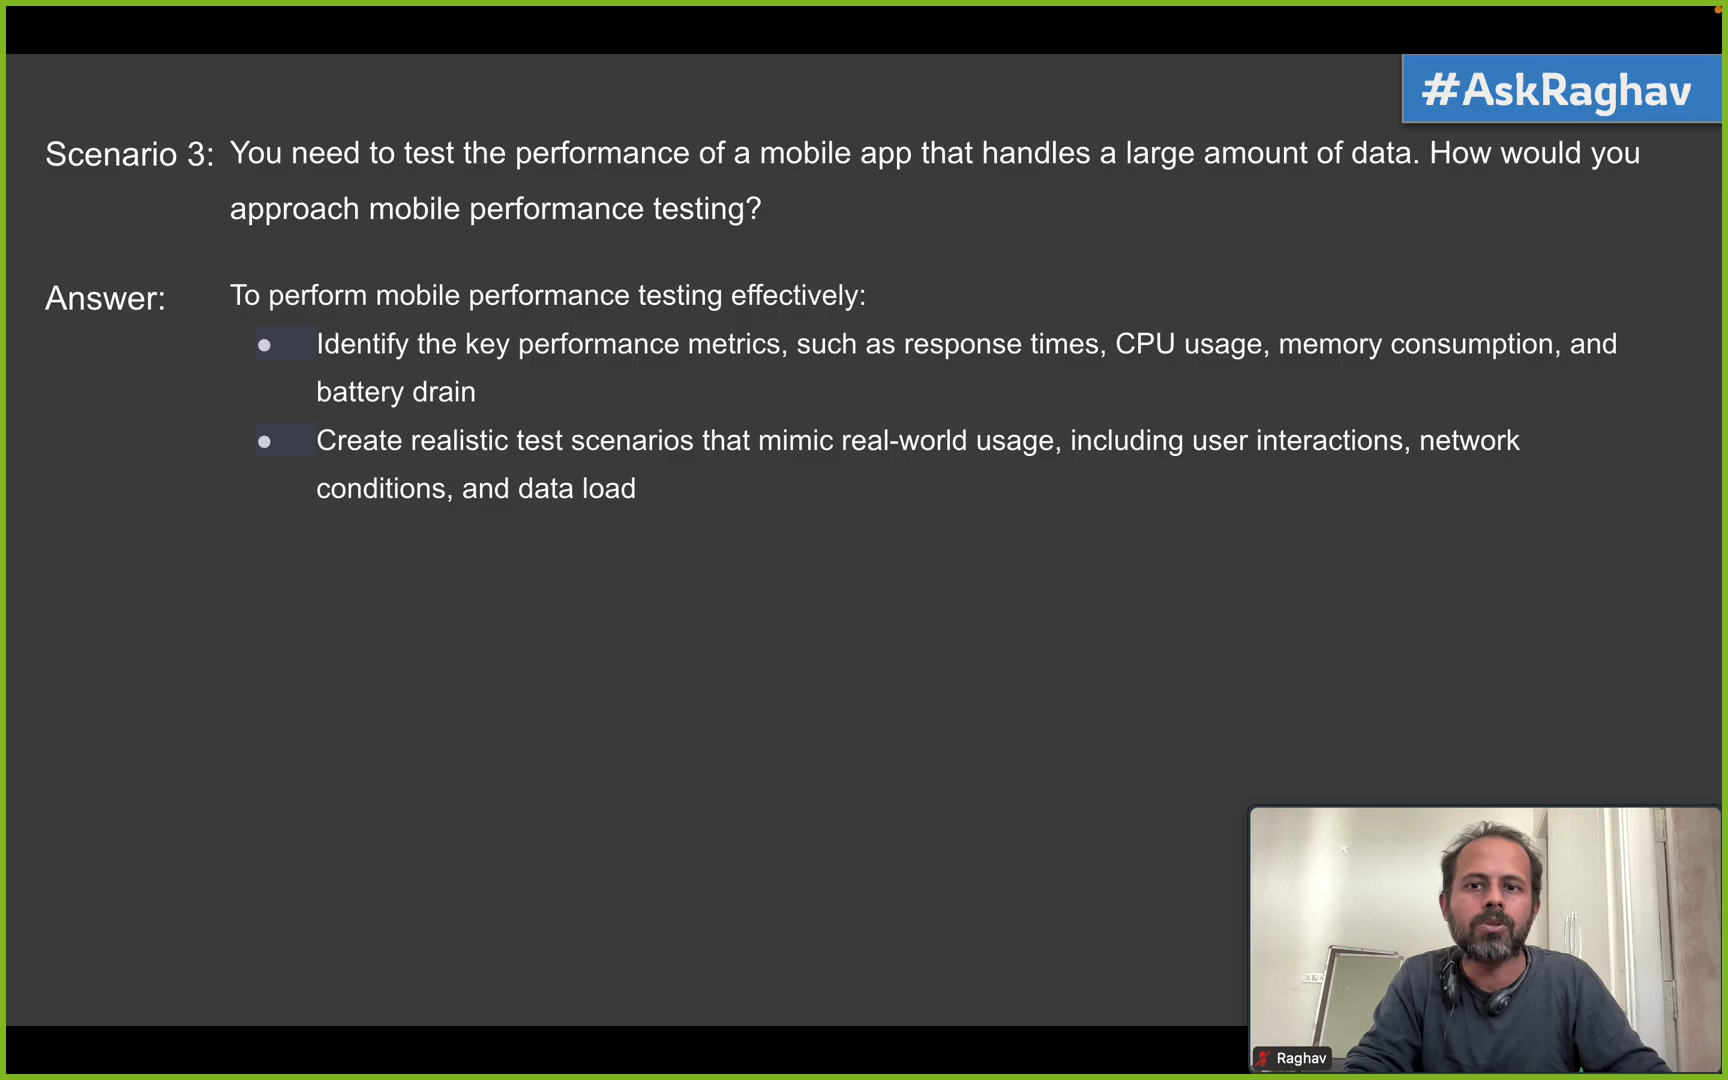 #AskRaghav
Scenario 3: You need to test the performance of a mobile app that handles a large amount of data. How would you
approach mobile performance testing?
Answer: To perform mobile performance testing effectively:
● Identify the key performance metrics, such as response times, CPU usage, memory consumption, and
battery drain
● Create realistic test scenarios that mimic real-world usage, including user interactions, network
conditions, and data load
Raghav